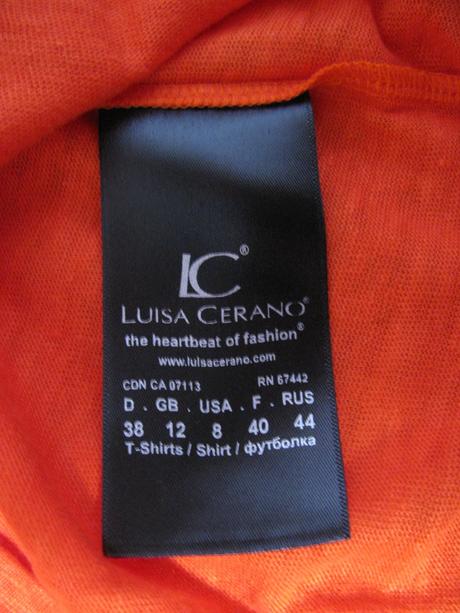 LC®
LUISA CERANO®
the heartbeat of fashion®
www.luisacerano.com
CDN CA 07113 RN 67442
D . GB . USA . F . RUS
38 12 8 40 44
T-Shirts / Shirt / футболка